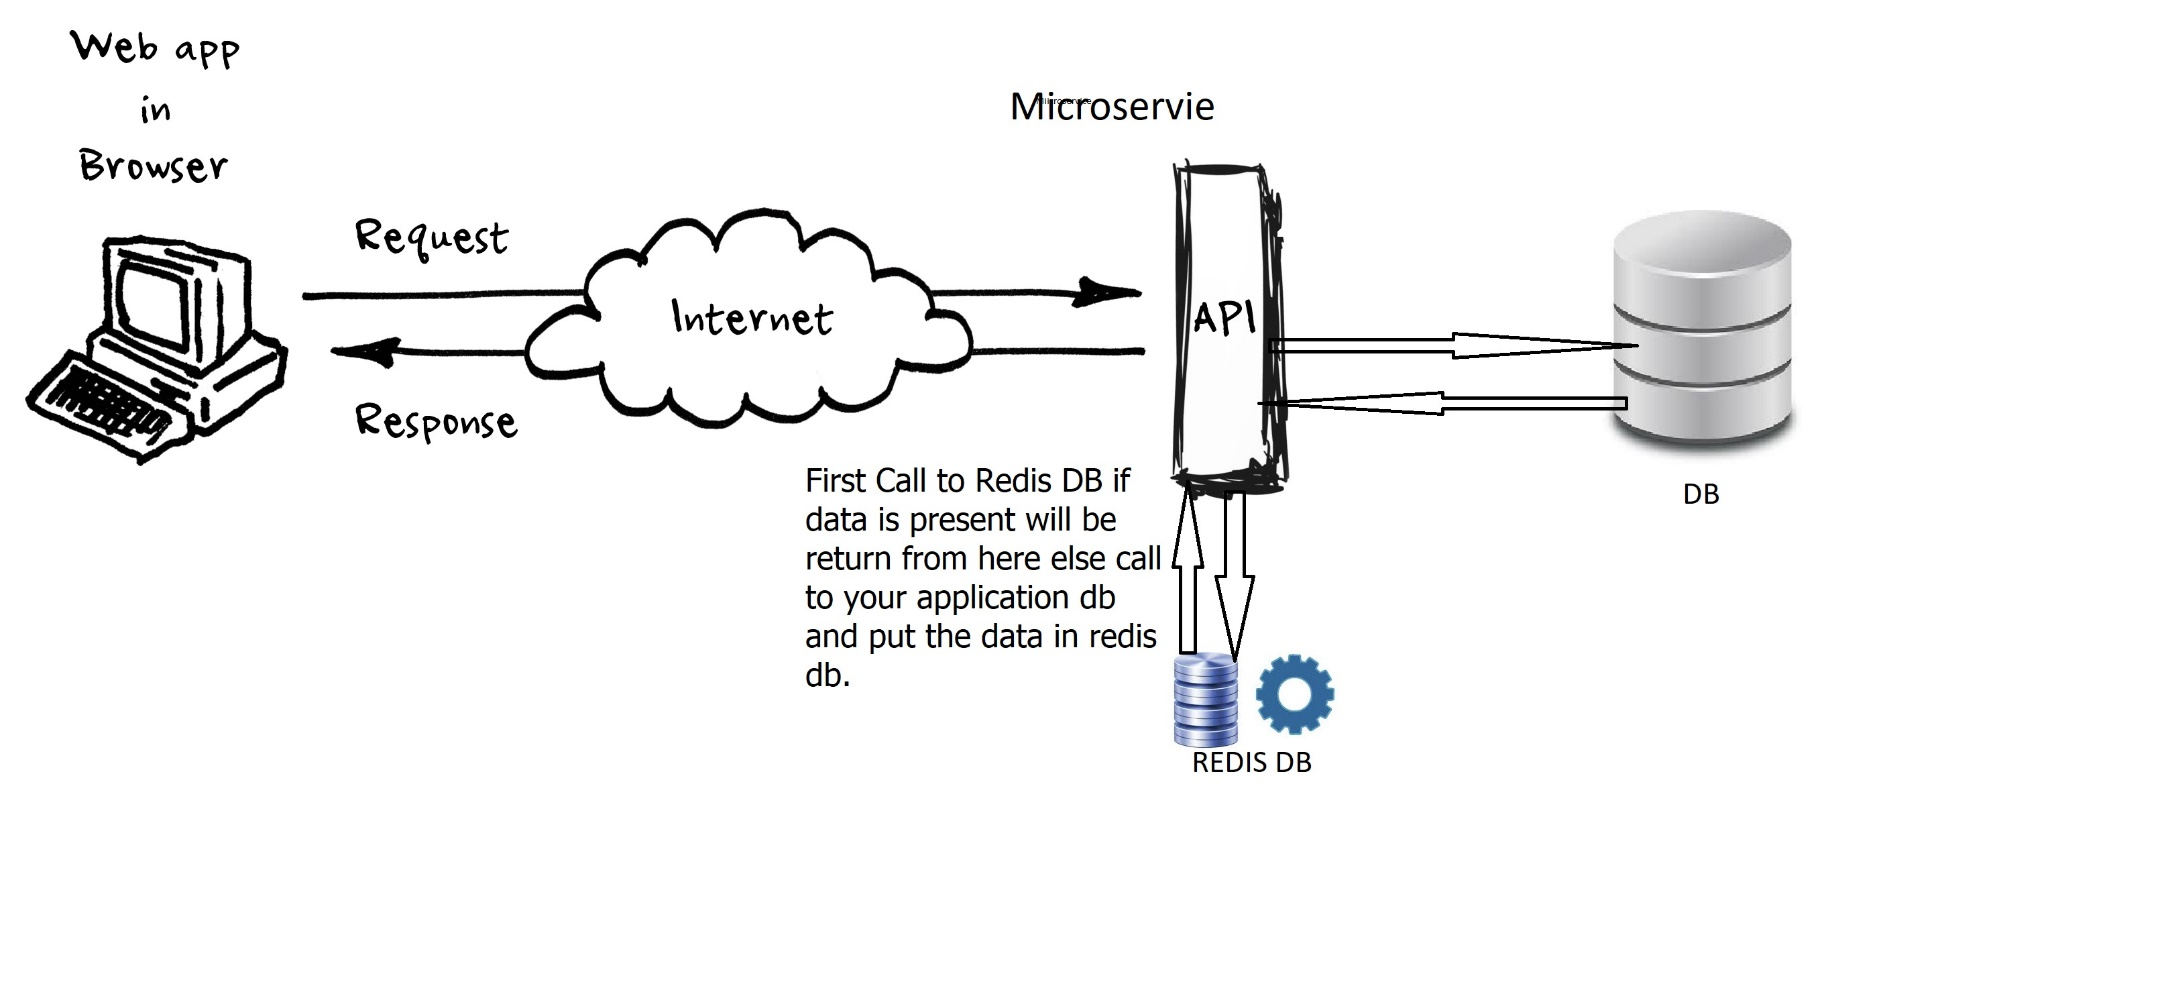 Web app
in
Browser
Microservie
Microservice
Request
Internet
API
Response
First Call to Redis DB if
data is present will be
return from here else call
to your application db
and put the data in redis
db.
DB
REDIS DB